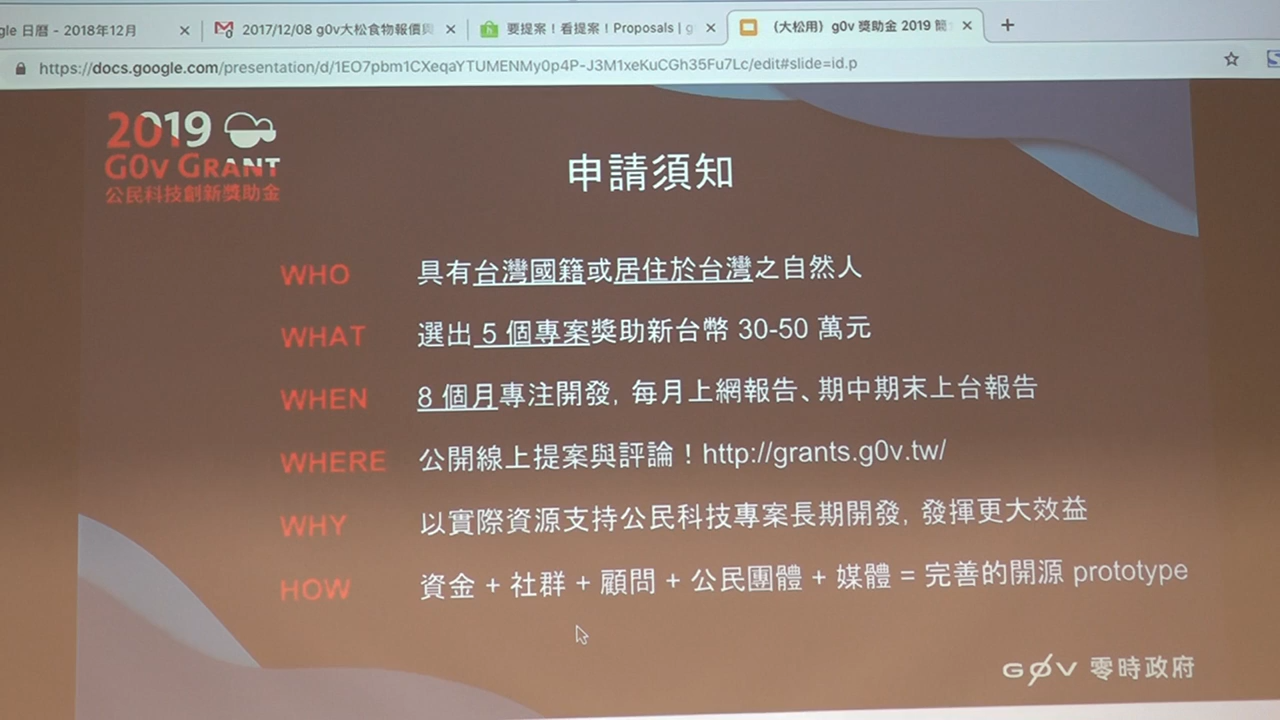 gle 日曆 - 2018年12月
2017/12/08 g0v大松食物報價與
要提案！看提案！Proposals | g
（大松用）g0v 獎助金 2019 簡
https://docs.google.com/presentation/d/1EO7pbm1CXeqaYTUMENMy0p4P-J3M1xeKuCGh35Fu7Lc/edit#slide=id.p
2019
G0V GRANT
公民科技創新獎助金
申請須知
WHO 具有台灣國籍或居住於台灣之自然人
WHAT 選出 5 個專案獎助新台幣 30-50 萬元
WHEN 8 個月專注開發，每月上網報告、期中期末上台報告
WHERE 公開線上提案與評論！http://grants.g0v.tw/
WHY 以實際資源支持公民科技專案長期開發，發揮更大效益
HOW 資金 + 社群 + 顧問 + 公民團體 + 媒體 = 完善的開源 prototype
G0V 零時政府